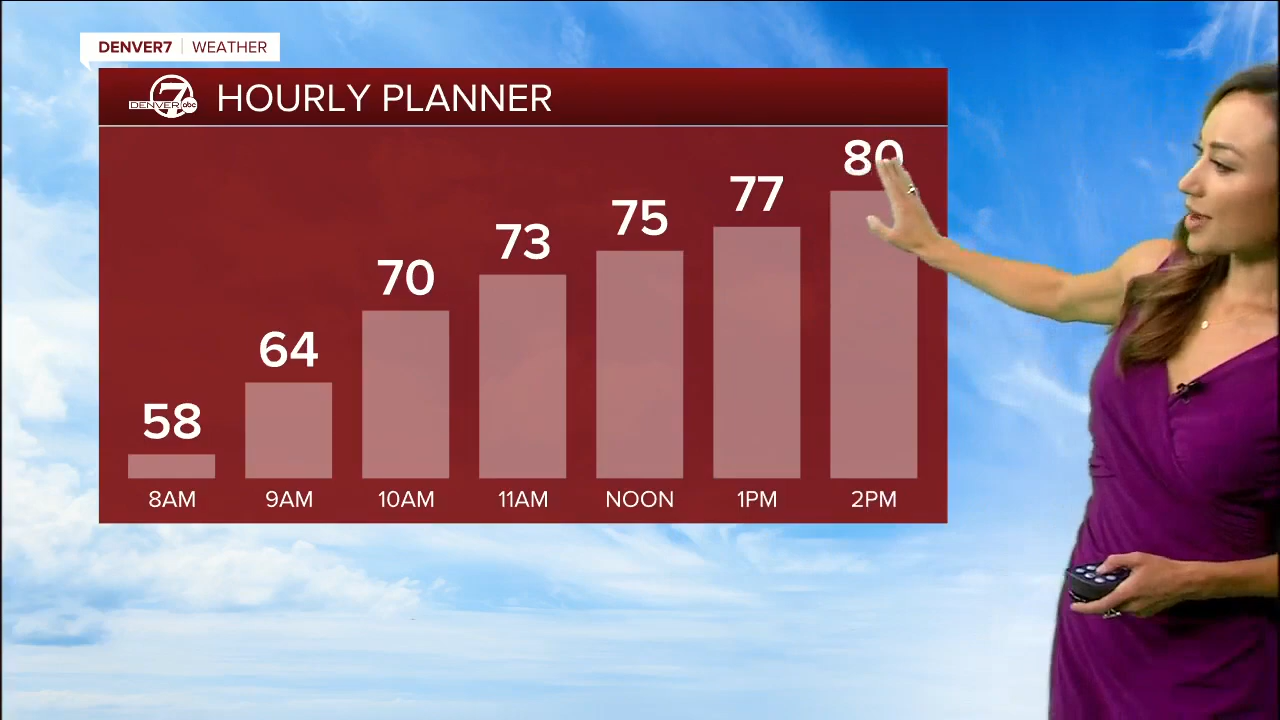 DENVER7 | WEATHER
7
DENVER abc
HOURLY PLANNER
58 64 70 73 75 77 80
8AM 9AM 10AM 11AM NOON 1PM 2PM